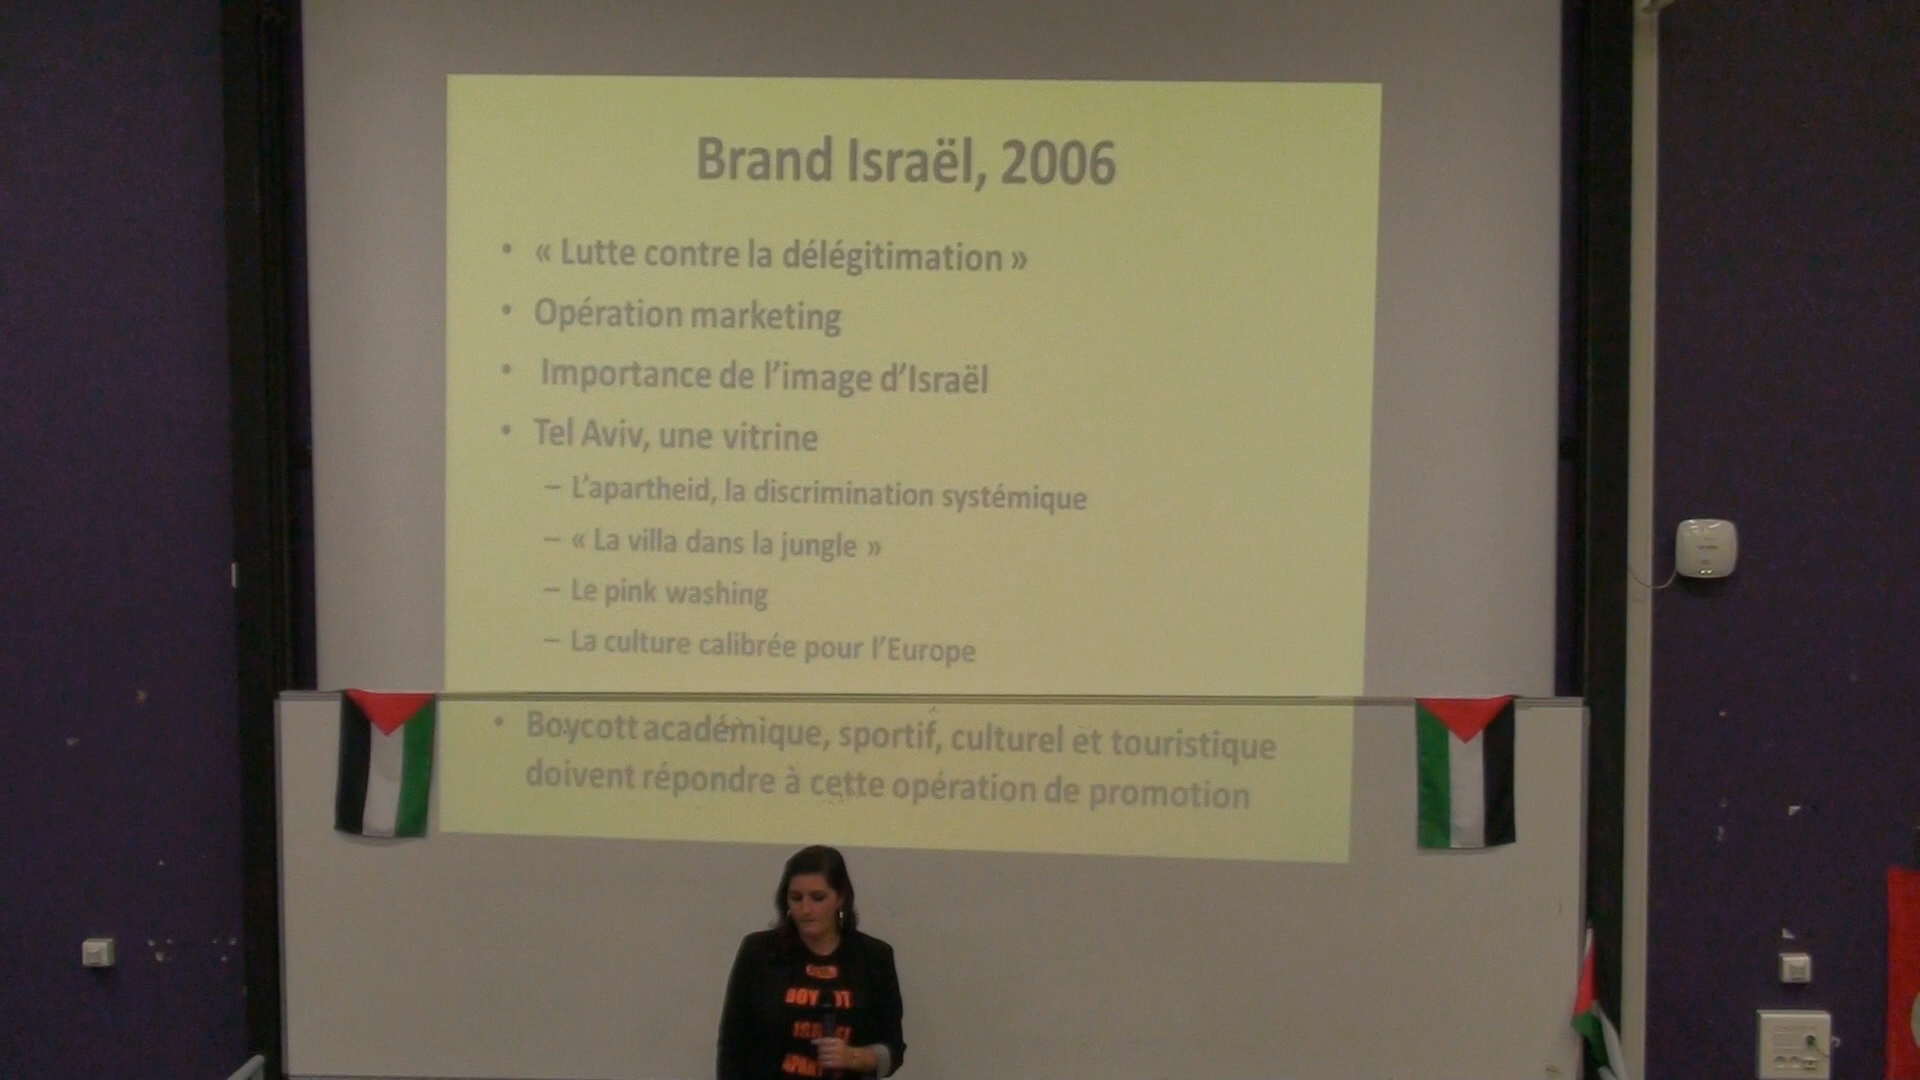 Brand Israël, 2006
• « Lutte contre la délégitimation »
• Opération marketing
• Importance de l’image d’Israël
• Tel Aviv, une vitrine
– L’apartheid, la discrimination systémique
– « La villa dans la jungle »
– Le pink washing
– La culture calibrée pour l’Europe
• Boycott académique, sportif, culturel et touristique
doivent répondre à cette opération de promotion